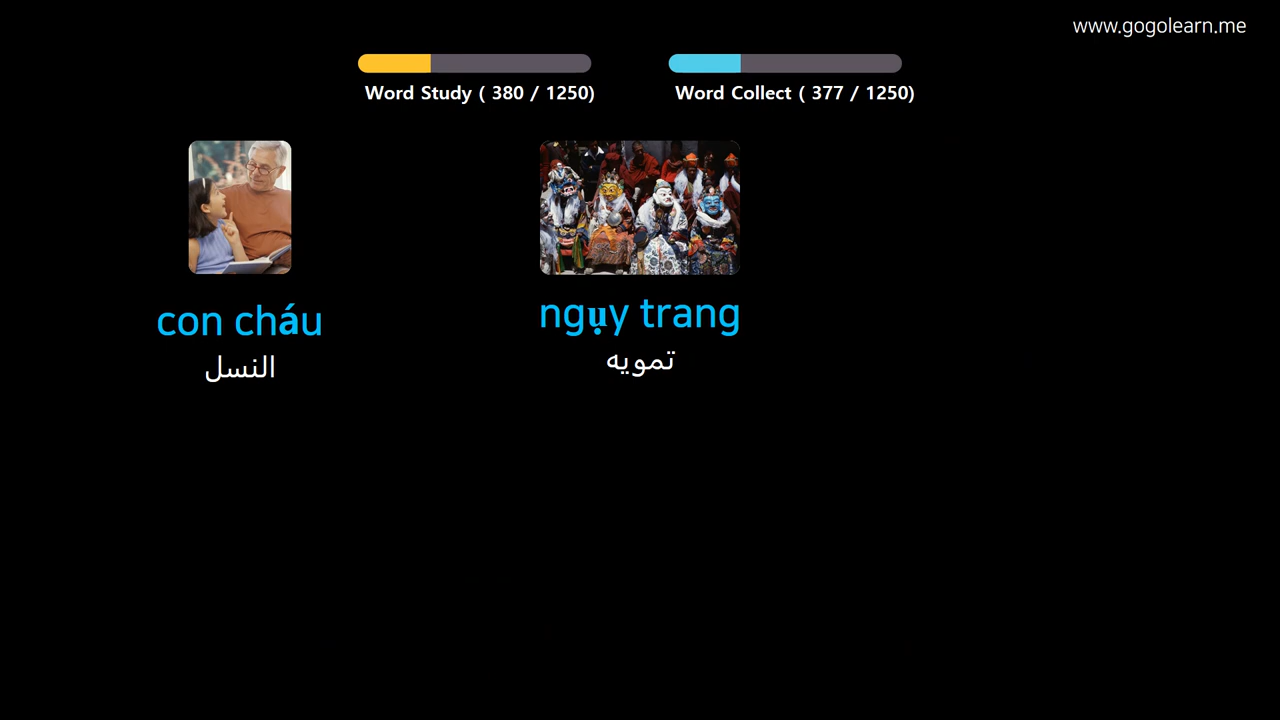 www.gogolearn.me
Word Study ( 380 / 1250)
Word Collect ( 377 / 1250)
con cháu
النسل
ngụy trang
تمويه